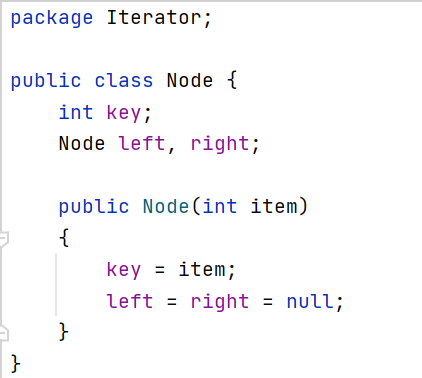 package Iterator;
public class Node {
    int key;
    Node left, right;
    public Node(int item)
    {
        key = item;
        left = right = null;
    }
}